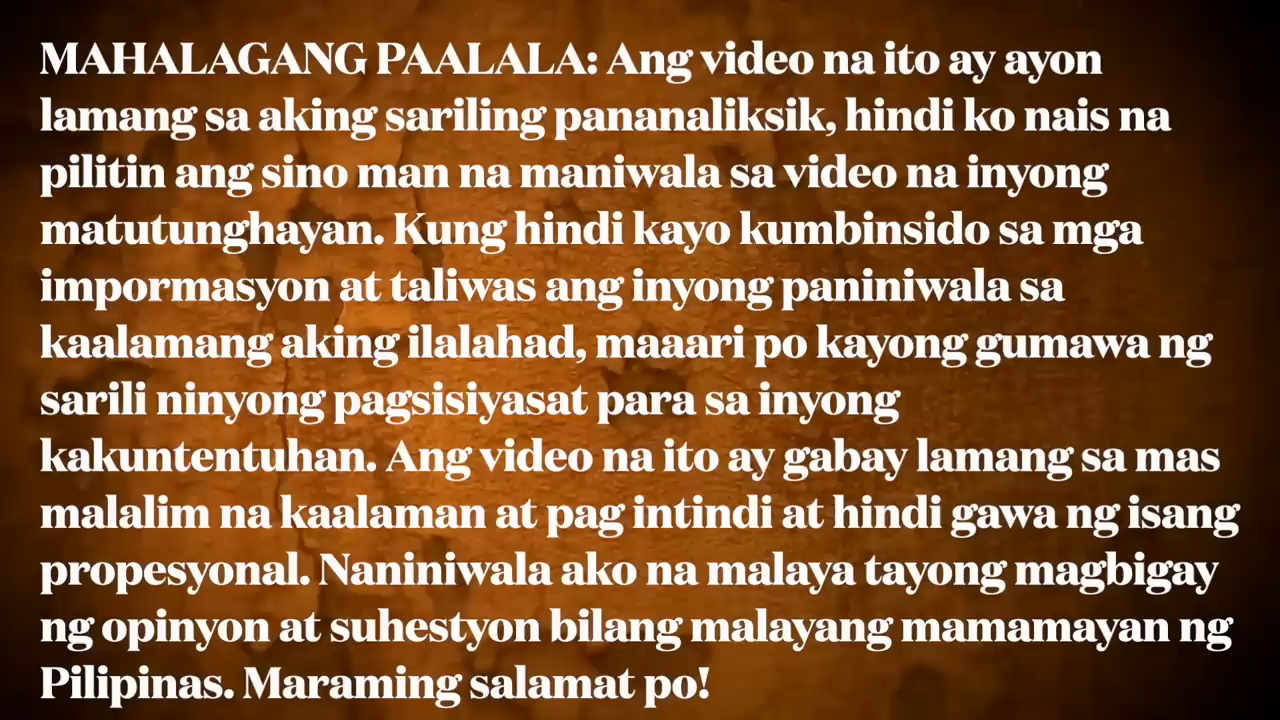 MAHALAGANG PAALALA: Ang video na ito ay ayon
lamang sa aking sariling pananaliksik, hindi ko nais na
pilitin ang sino man na maniwala sa video na inyong
matutunghayan. Kung hindi kayo kumbinsido sa mga
impormasyon at taliwas ang inyong paniniwala sa
kaalamang aking ilalahad, maaari po kayong gumawa ng
sarili ninyong pagsisiyasat para sa inyong
kakuntentuhan. Ang video na ito ay gabay lamang sa mas
malalim na kaalaman at pag intindi at hindi gawa ng isang
propesyonal. Naniniwala ako na malaya tayong magbigay
ng opinyon at suhestyon bilang malayang mamamayan ng
Pilipinas. Maraming salamat po!